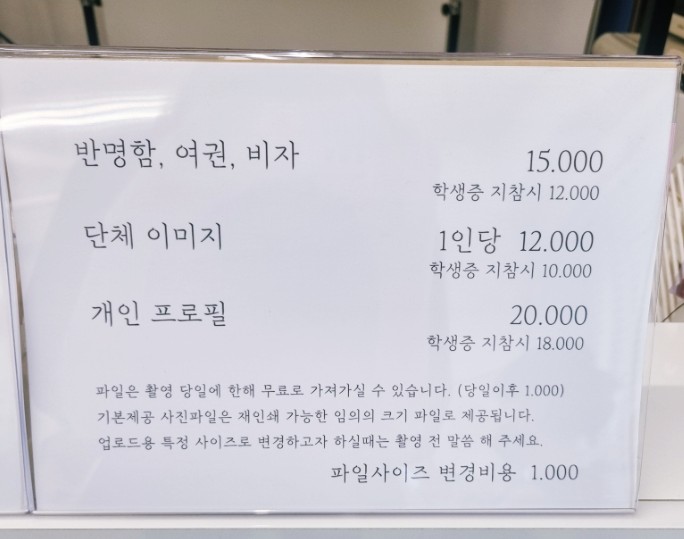 반명함, 여권, 비자 15.000
학생증 지참시 12.000
단체 이미지 1인당 12.000
학생증 지참시 10.000
개인 프로필 20.000
학생증 지참시 18.000
파일은 촬영 당일에 한해 무료로 가져가실 수 있습니다. (당일이후 1.000)
기본제공 사진파일은 재인쇄 가능한 임의의 크기 파일로 제공됩니다.
업로드용 특정 사이즈로 변경하고자 하실때는 촬영 전 말씀 해 주세요.
파일사이즈 변경비용 1.000